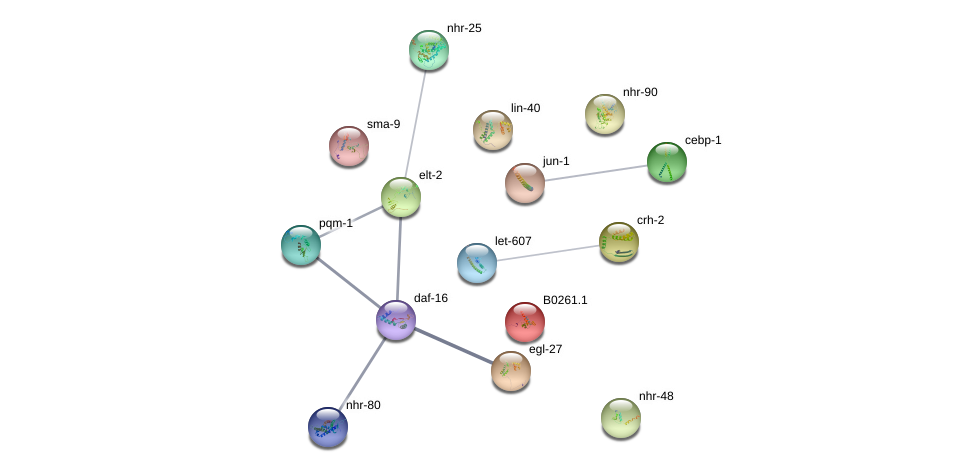 nhr-25
nhr-90
lin-40
sma-9
cebp-1
jun-1
elt-2
pqm-1
crh-2
let-607
daf-16
B0261.1
egl-27
nhr-48
nhr-80